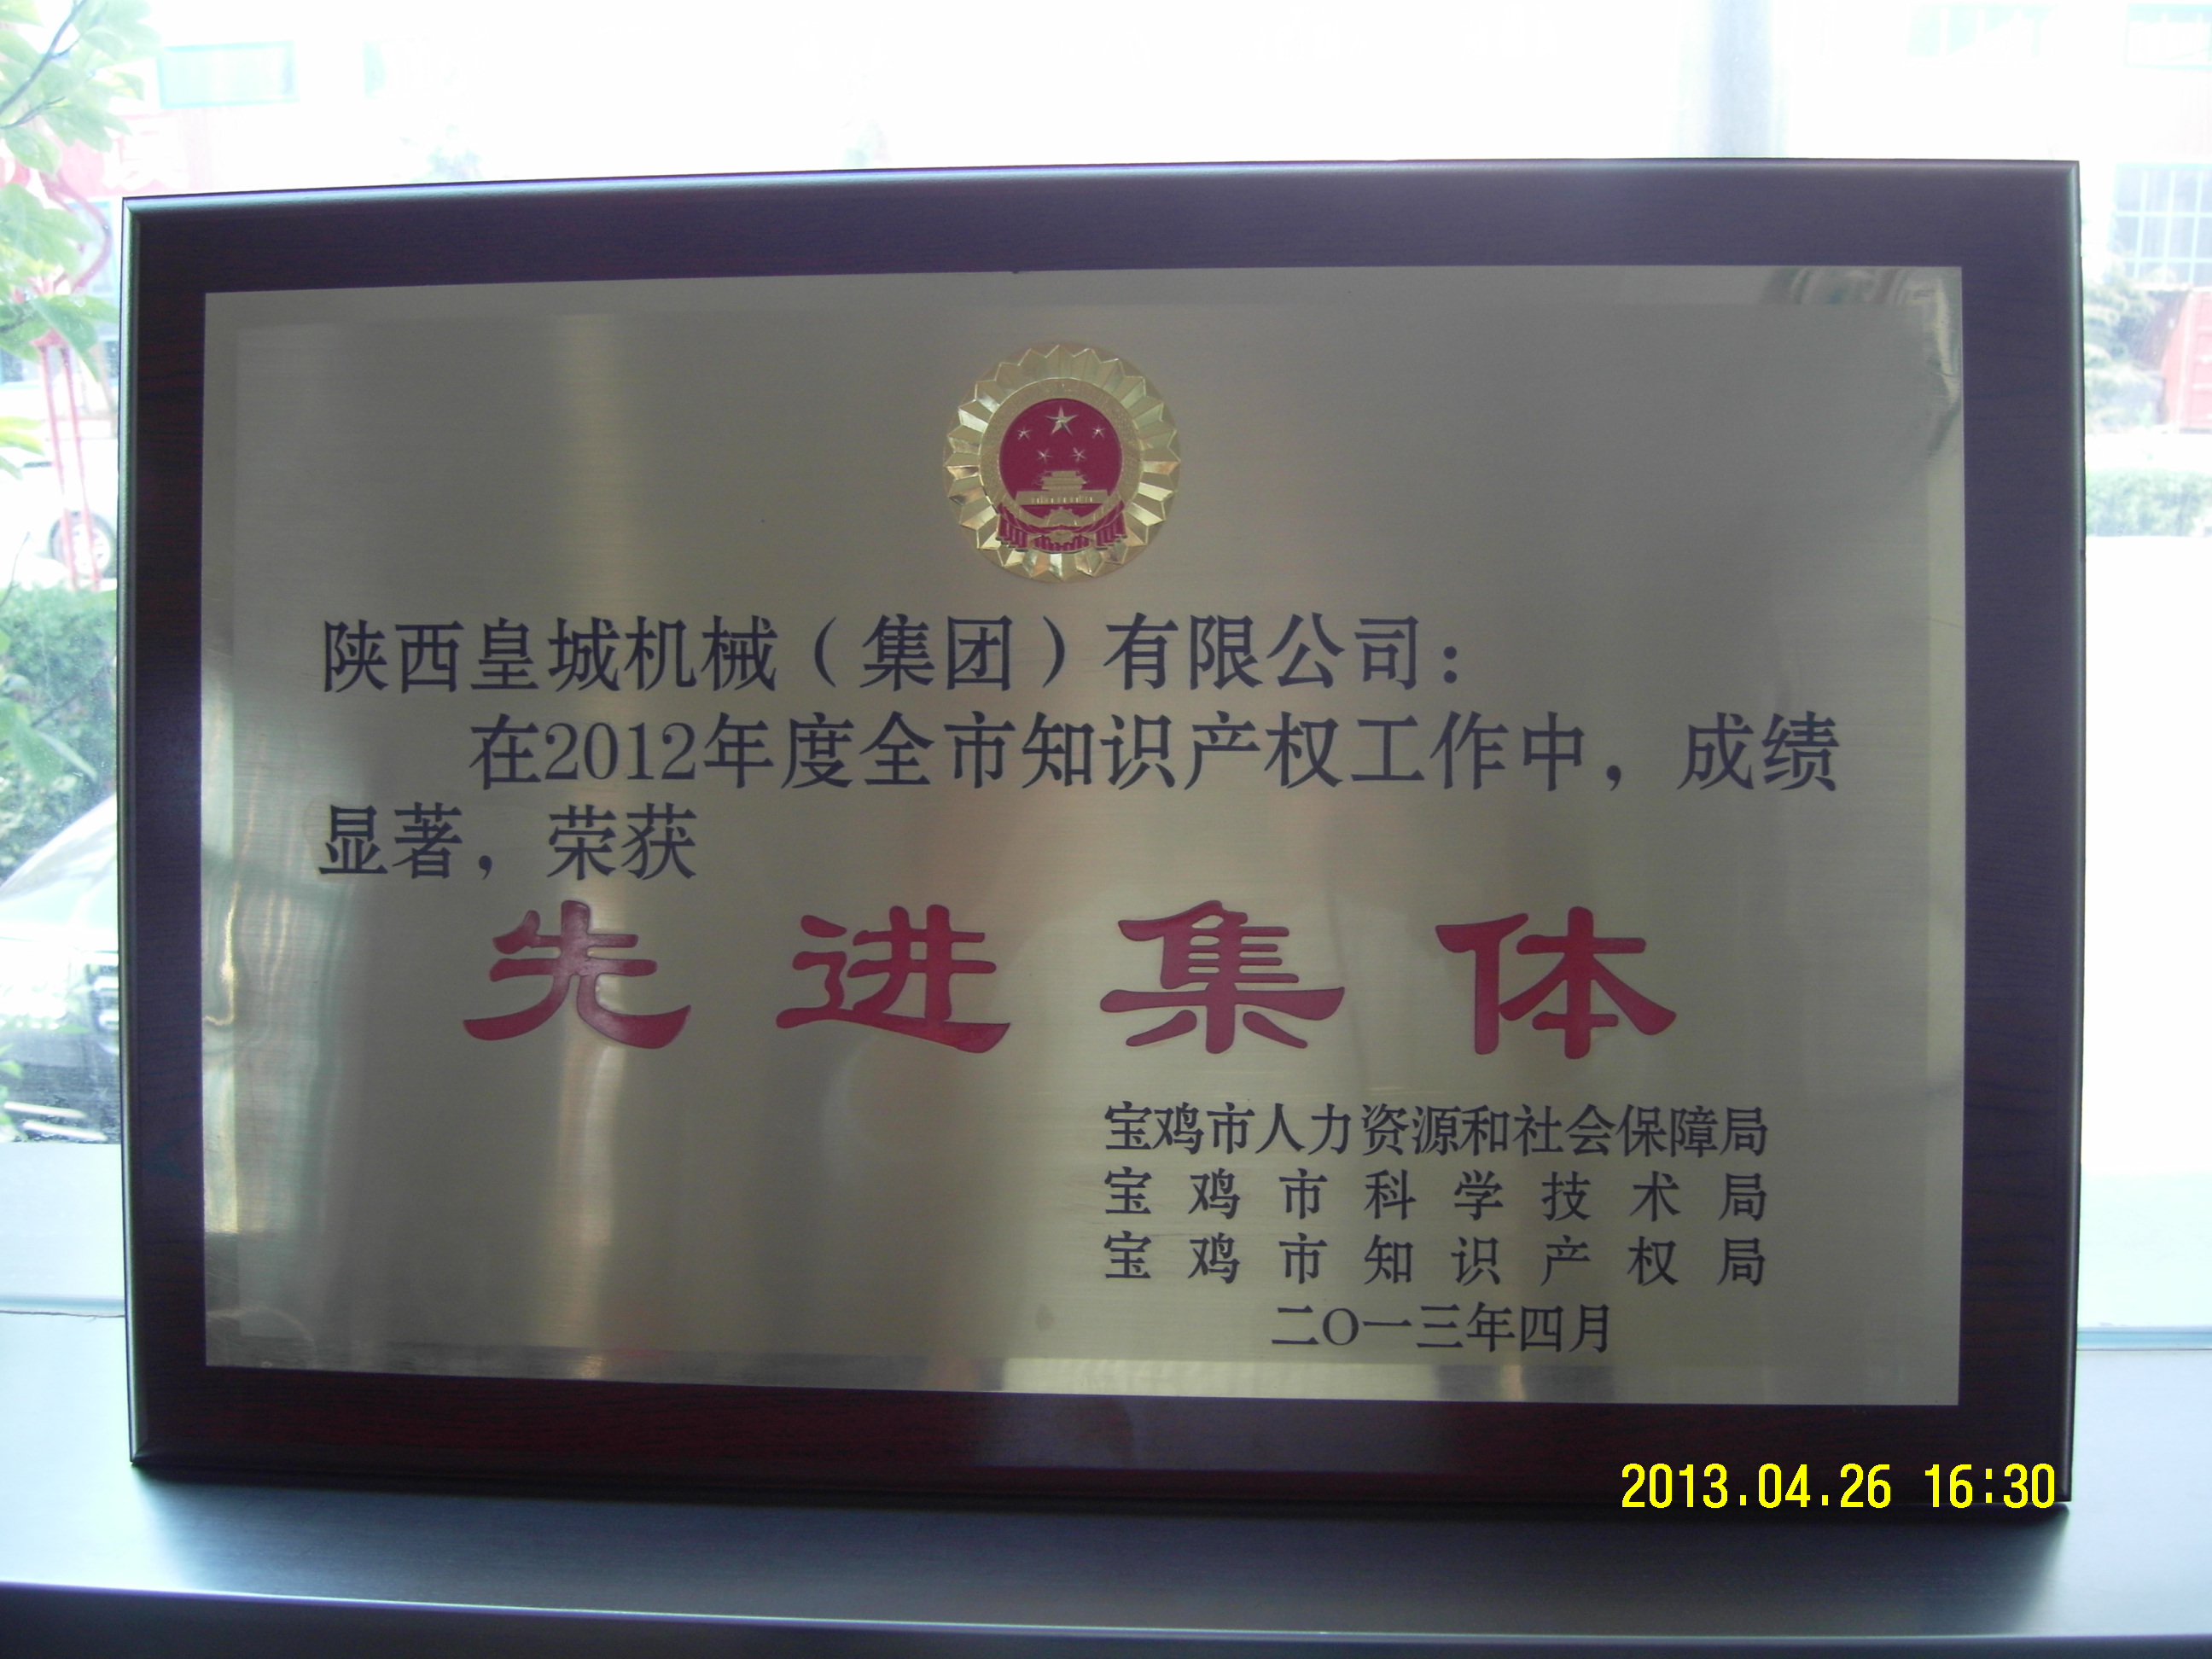 陕西皇城机械（集团）有限公司：
在2012年度全市知识产权工作中，成绩
显著，荣获
先进集体
宝鸡市人力资源和社会保障局
宝鸡市科学技术局
宝鸡市知识产权局
二〇一三年四月
2013.04.26 16:30